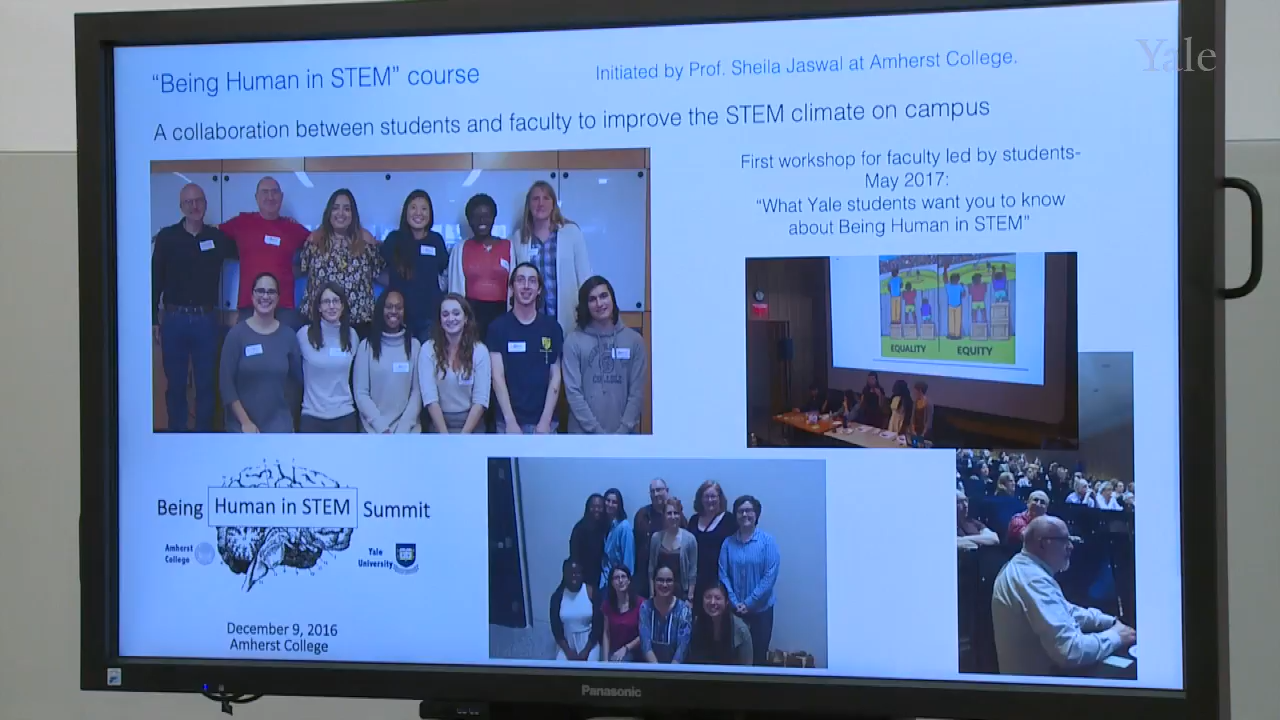 Yale
“Being Human in STEM” course
Initiated by Prof. Sheila Jaswal at Amherst College.
A collaboration between students and faculty to improve the STEM climate on campus
First workshop for faculty led by students-
May 2017:
“What Yale students want you to know
about Being Human in STEM”
EQUALITY
EQUITY
Being Human in STEM Summit
Amherst
College
Yale
University
December 9, 2016
Amherst College
Panasonic